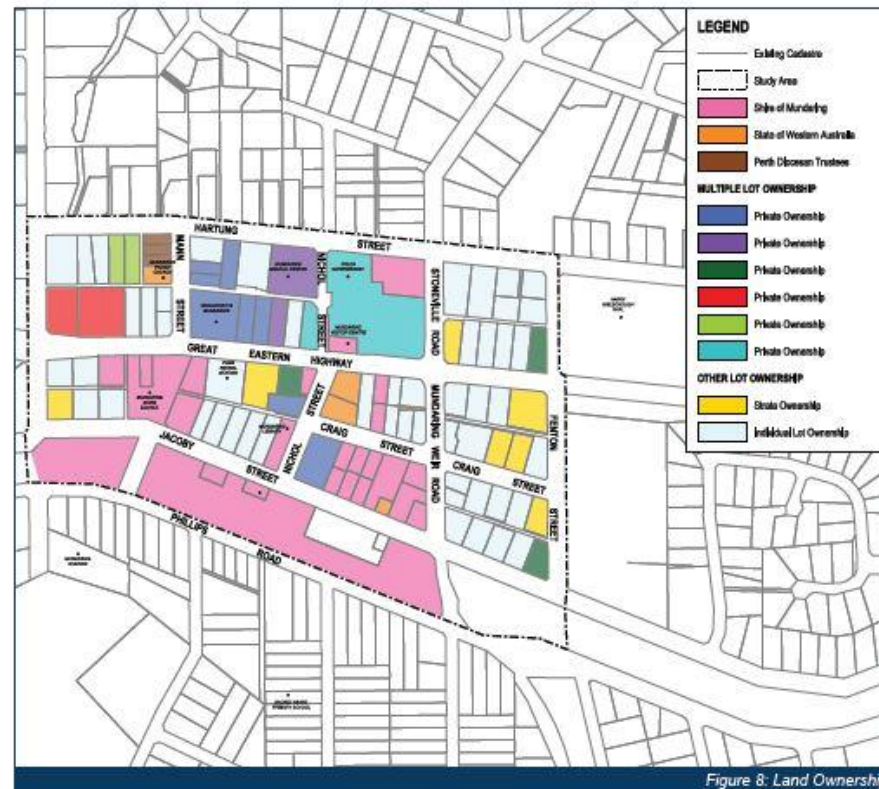 LEGEND
Existing Cadastre
Study Area
Shire of Mundaring
State of Western Australia
Perth Diocesan Trustees
MULTIPLE LOT OWNERSHIP
Private Ownership
Private Ownership
Private Ownership
Private Ownership
Private Ownership
Private Ownership
OTHER LOT OWNERSHIP
Strata Ownership
Individual Lot Ownership
HARTUNG
STREET
MANN
STREET
NICHOL
STREET
STONEVILLE
ROAD
GREAT
EASTERN
HIGHWAY
NICHOL
STREET
CRAIG
STREET
MUNDARING
WEIR
ROAD
CRAIG
STREET
FENTON
STREET
JACOBY
STREET
PHILLIPS
ROAD
Figure 8: Land Ownershi